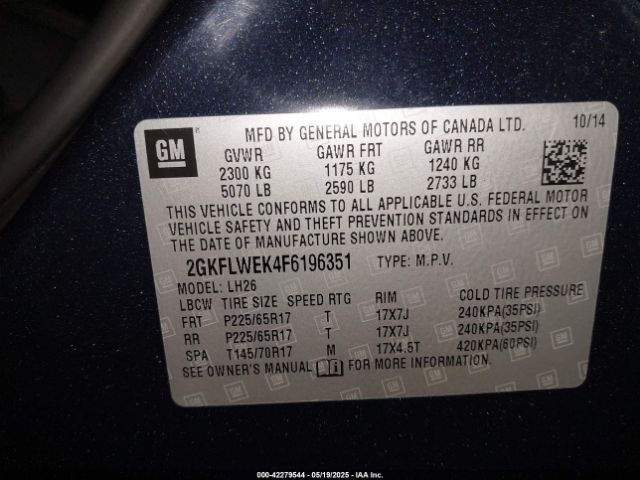 GM
MFD BY GENERAL MOTORS OF CANADA LTD. 10/14
GVWR GAWR FRT GAWR RR
2300 KG 1175 KG 1240 KG
5070 LB 2590 LB 2733 LB
THIS VEHICLE CONFORMS TO ALL APPLICABLE U.S. FEDERAL MOTOR
VEHICLE SAFETY AND THEFT PREVENTION STANDARDS IN EFFECT ON
THE DATE OF MANUFACTURE SHOWN ABOVE.
2GKFLWEK4F6196351 TYPE: M.P.V.
MODEL: LH26
LBCW TIRE SIZE SPEED RTG RIM COLD TIRE PRESSURE
FRT P225/65R17 T 17X7J 240KPA(35PSI)
RR P225/65R17 T 17X7J 240KPA(35PSI)
SPA T145/70R17 M 17X4.5T 420KPA(60PSI)
SEE OWNER'S MANUAL FOR MORE INFORMATION.
000-42279544 - 05/19/2025 - IAA Inc.